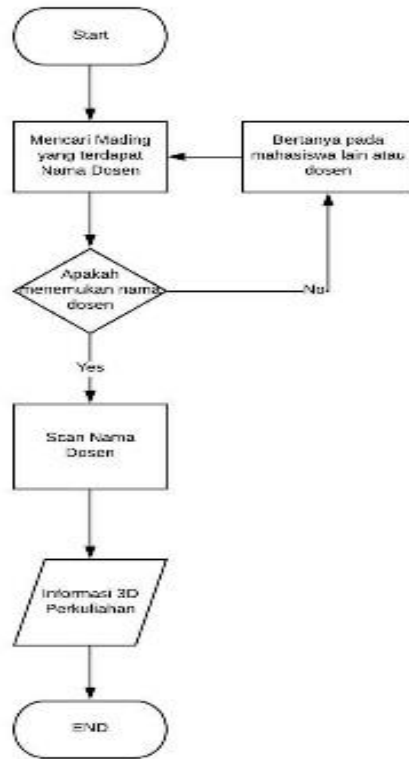 Start
Mencari Mading
yang terdapat
Nama Dosen
Bertanya pada
mahasiswa lain atau
dosen
Apakah
menemukan nama
dosen
No
Yes
Scan Nama
Dosen
Informasi 3D
Perkuliahan
END